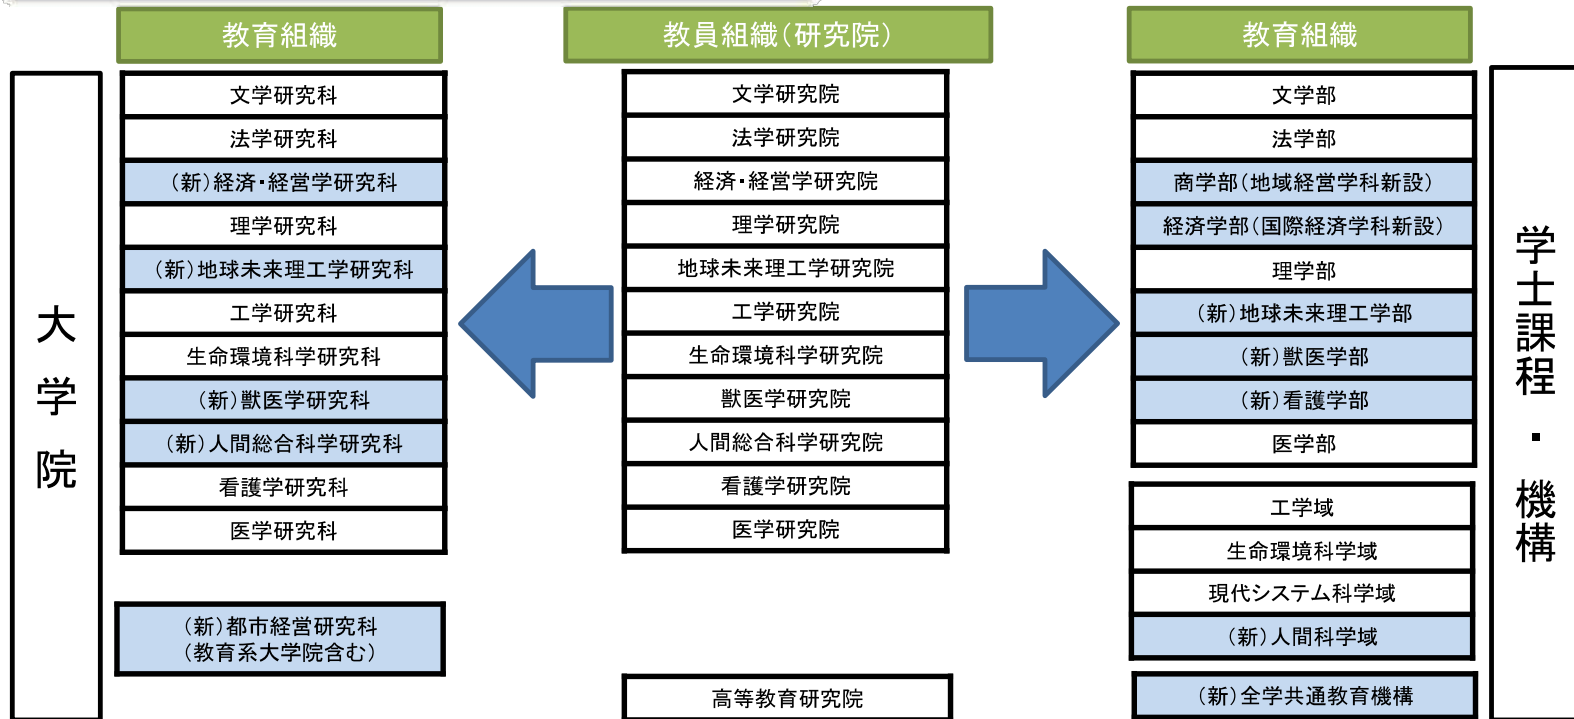 教育組織
教員組織(研究院)
教育組織
大学院
文学研究科
法学研究科
(新)経済・経営学研究科
理学研究科
(新)地球未来理工学研究科
工学研究科
生命環境科学研究科
(新)獣医学研究科
(新)人間総合科学研究科
看護学研究科
医学研究科
(新)都市経営研究科
(教育系大学院含む)
文学研究院
法学研究院
経済・経営学研究院
理学研究院
地球未来理工学研究院
工学研究院
生命環境科学研究院
獣医学研究院
人間総合科学研究院
看護学研究院
医学研究院
高等教育研究院
文学部
法学部
商学部(地域経営学科新設)
経済学部(国際経済学科新設)
理学部
(新)地球未来理工学部
(新)獣医学部
(新)看護学部
医学部
工学域
生命環境科学域
現代システム科学域
(新)人間科学域
(新)全学共通教育機構
学士課程・機構